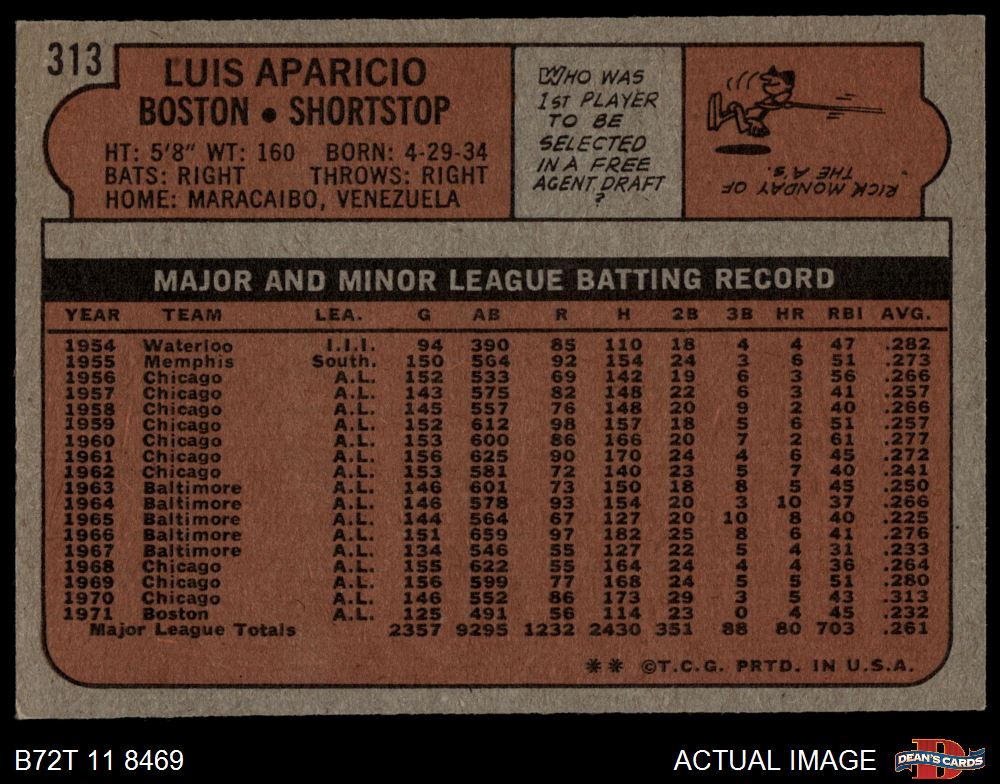 313
LUIS APARICIO
BOSTON • SHORTSTOP
HT: 5'8" WT: 160 BORN: 4-29-34
BATS: RIGHT THROWS: RIGHT
HOME: MARACAIBO, VENEZUELA
WHO WAS
1ST PLAYER
TO BE
SELECTED
IN A FREE
AGENT DRAFT
?
RICK MONDAY OF
THE A's.
MAJOR AND MINOR LEAGUE BATTING RECORD
YEAR TEAM LEA. G AB R H 2B 3B HR RBI AVG.
1954 Waterloo I.I.I. 94 390 85 110 18 4 4 47 .282
1955 Memphis South. 150 564 92 154 24 3 6 51 .273
1956 Chicago A.L. 152 533 69 142 19 6 3 56 .266
1957 Chicago A.L. 143 575 82 148 22 6 3 41 .257
1958 Chicago A.L. 145 557 76 148 20 9 2 40 .266
1959 Chicago A.L. 152 612 98 157 18 5 6 51 .257
1960 Chicago A.L. 153 600 86 166 20 7 2 61 .277
1961 Chicago A.L. 156 625 90 170 24 4 6 45 .272
1962 Chicago A.L. 153 581 72 140 23 5 7 40 .241
1963 Baltimore A.L. 146 601 73 150 18 8 5 45 .250
1964 Baltimore A.L. 146 578 93 154 20 3 10 37 .266
1965 Baltimore A.L. 144 564 67 127 20 10 8 40 .225
1966 Baltimore A.L. 151 659 97 182 25 8 6 41 .276
1967 Baltimore A.L. 134 546 55 127 22 5 4 31 .233
1968 Chicago A.L. 155 622 55 164 24 4 4 36 .264
1969 Chicago A.L. 156 599 77 168 24 5 5 51 .280
1970 Chicago A.L. 146 552 86 173 29 3 5 43 .313
1971 Boston A.L. 125 491 56 114 23 0 4 45 .232
Major League Totals 2357 9295 1232 2430 351 88 80 703 .261
** ©T.C.G. PRTD. IN U.S.A.
B72T 11 8469
ACTUAL IMAGE
D
DEAN'S CARDS